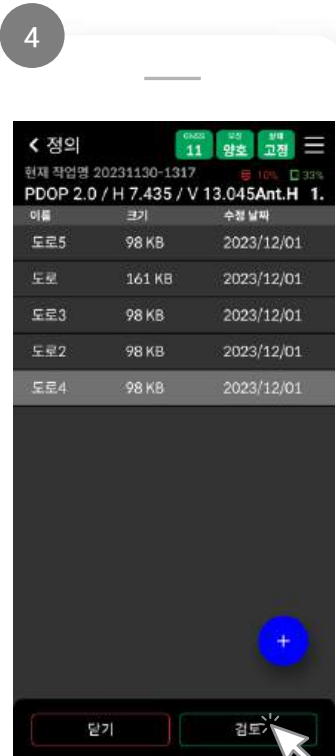 4
정의
GNSS 11
보정 양호
상태 고정
현재 작업명 20231130-1317 10% 33%
PDOP 2.0 / H 7.435 / V 13.045Ant.H 1.
이름 크기 수정 날짜
도로5 98 KB 2023/12/01
도로 161 KB 2023/12/01
도로3 98 KB 2023/12/01
도로2 98 KB 2023/12/01
도로4 98 KB 2023/12/01
+
닫기 검토